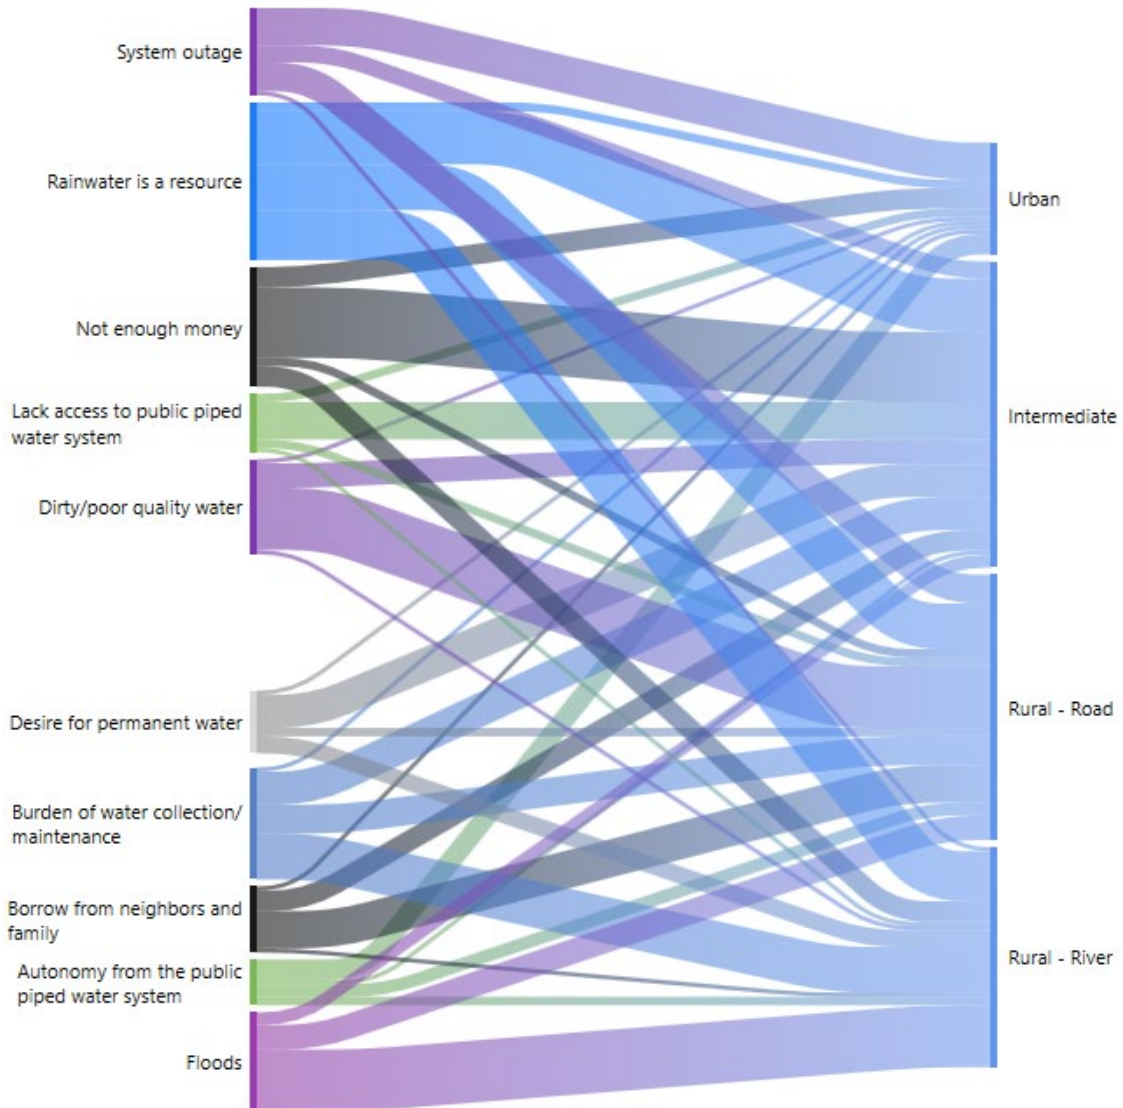 System outage
Rainwater is a resource
Not enough money
Lack access to public piped
water system
Dirty/poor quality water
Desire for permanent water
Burden of water collection/
maintenance
Borrow from neighbors and
family
Autonomy from the public
piped water system
Floods
Urban
Intermediate
Rural - Road
Rural - River